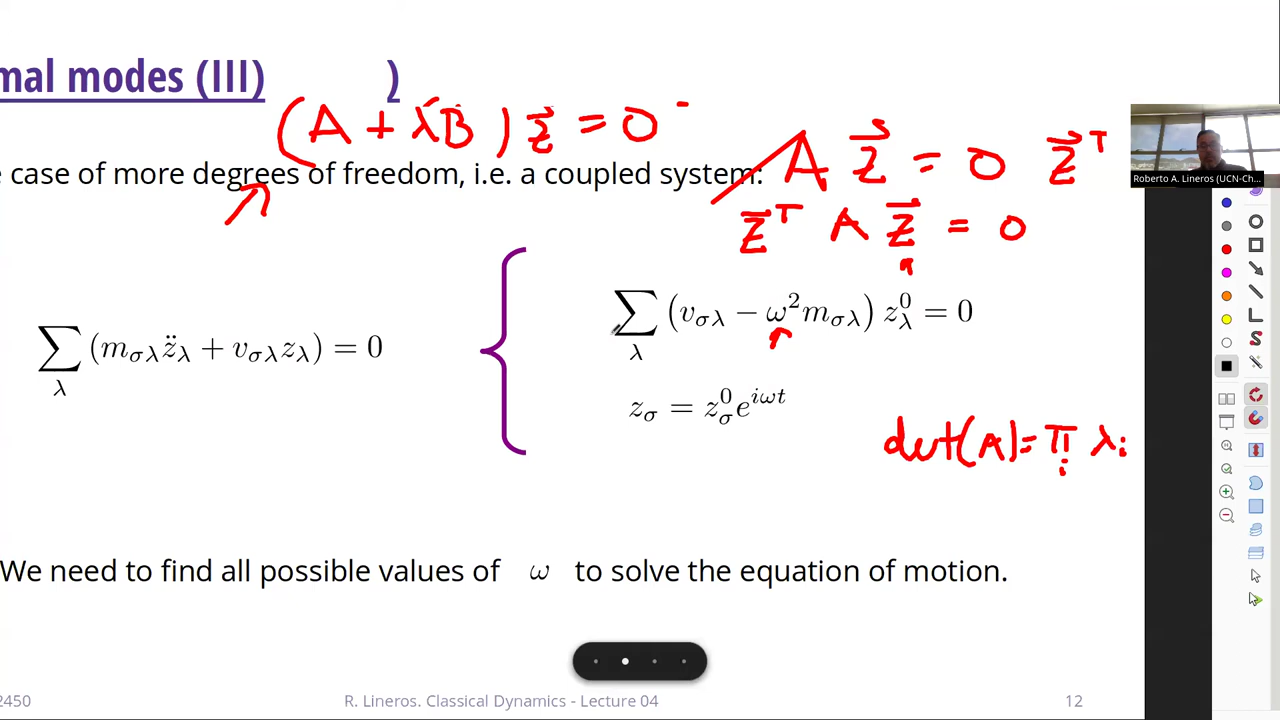 mal modes (III) )
(A + λB) z⃗ = 0
e case of more degrees of freedom, i.e. a coupled system:
A z⃗ = 0 z⃗ᵀ
z⃗ᵀ A z⃗ = 0
Roberto A. Lineros (UCN-Ch...
∑_λ (m_σλ z̈_λ + v_σλ z_λ) = 0
∑_λ (v_σλ − ω² m_σλ) z⁰_λ = 0
z_σ = z⁰_σ e^{iωt}
det(A) = π_i λ_i
We need to find all possible values of ω to solve the equation of motion.
2450
R. Lineros. Classical Dynamics - Lecture 04
12